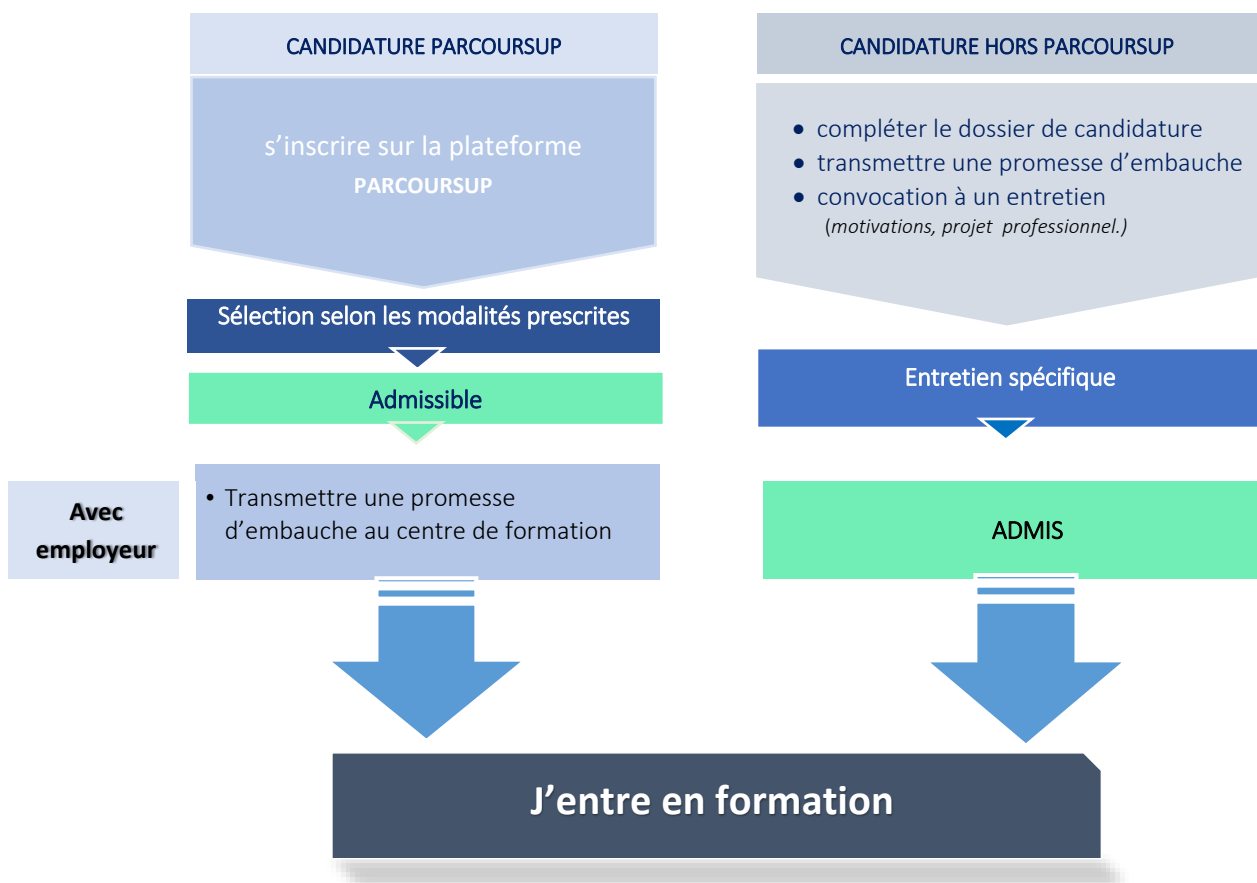 CANDIDATURE PARCOURSUP
s’inscrire sur la plateforme
PARCOURSUP
Sélection selon les modalités prescrites
Admissible
Avec
employeur
• Transmettre une promesse
d’embauche au centre de formation
CANDIDATURE HORS PARCOURSUP
• compléter le dossier de candidature
• transmettre une promesse d’embauche
• convocation à un entretien
(motivations, projet  professionnel.)
Entretien spécifique
ADMIS
J’entre en formation